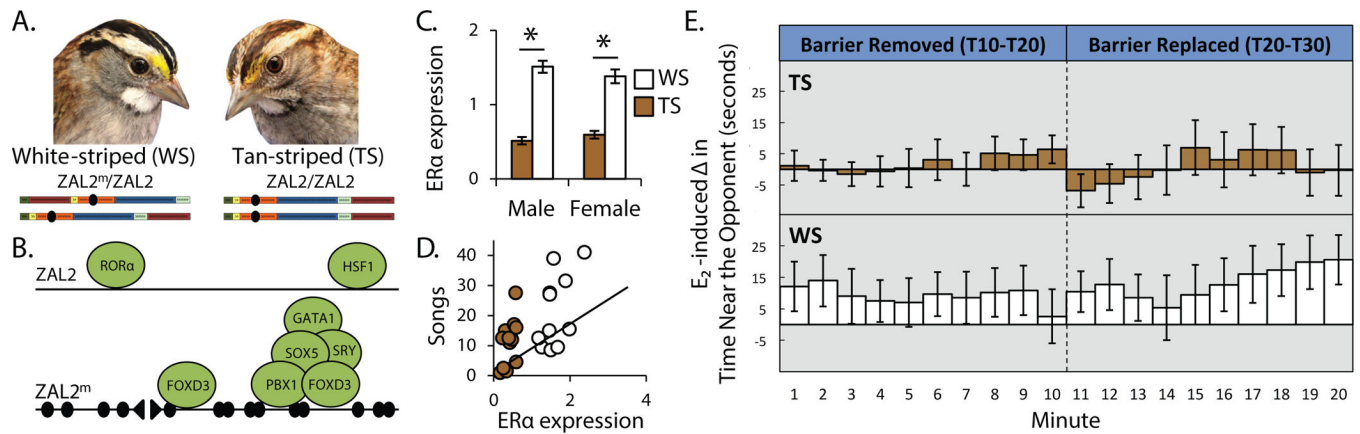 A.
White-striped (WS)
ZAL2ᵐ/ZAL2
Tan-striped (TS)
ZAL2/ZAL2
B.
ZAL2
RORα
HSF1
GATA1
SOX5
SRY
FOXD3
PBX1
FOXD3
ZAL2ᵐ
C.
ERα expression
2
1
0
*
*
WS
TS
Male
Female
D.
Songs
40
30
20
10
0
0
2
4
ERα expression
E.
Barrier Removed (T10-T20)
Barrier Replaced (T20-T30)
E₂ -induced Δ in
Time Near the Opponent (seconds)
TS
25
15
5
-5
WS
25
15
5
-5
1 2 3 4 5 6 7 8 9 10 11 12 13 14 15 16 17 18 19 20
Minute